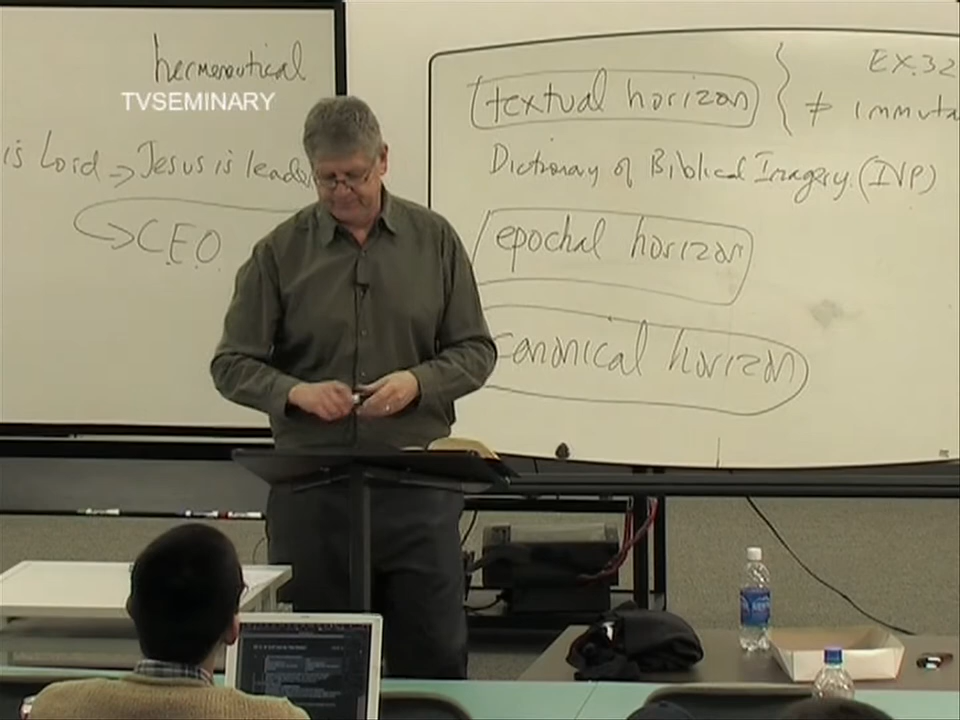 hermeneutical
TVSEMINARY
is Lord → Jesus is leader
→ C.E.O.
textual horizon
EX.32
≠ immuta
Dictionary of Biblical Imagery. (IVP)
epochal horizon
canonical horizon